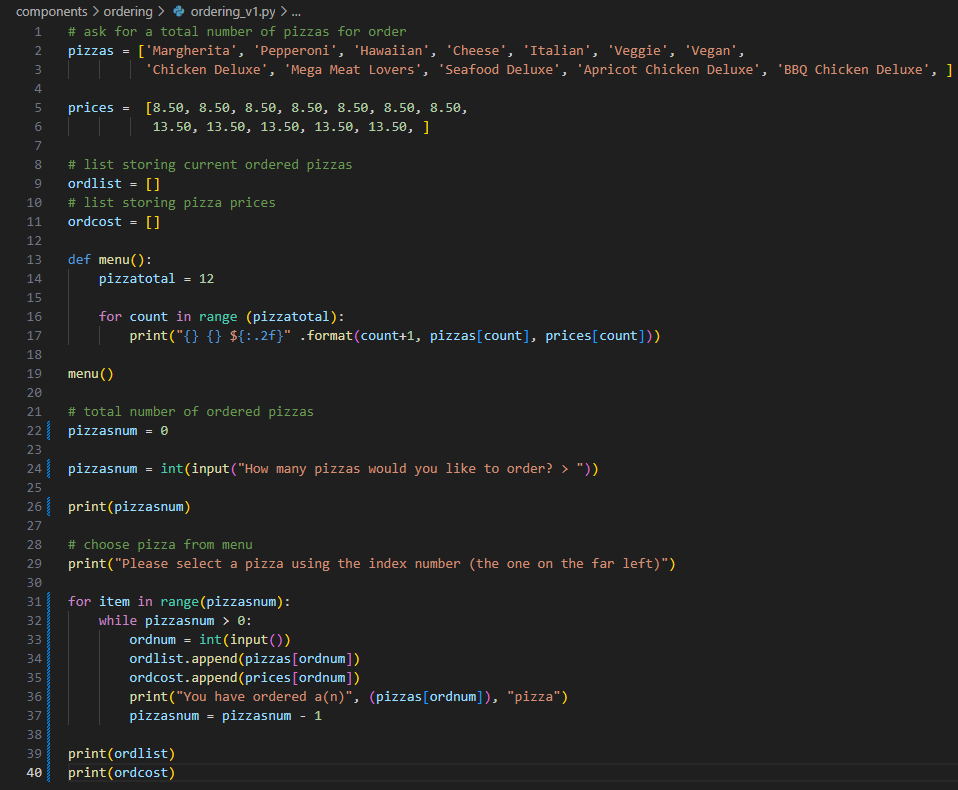 components > ordering > ordering_v1.py > ...
1 # ask for a total number of pizzas for order
2 pizzas = ['Margherita', 'Pepperoni', 'Hawaiian', 'Cheese', 'Italian', 'Veggie', 'Vegan',
3 'Chicken Deluxe', 'Mega Meat Lovers', 'Seafood Deluxe', 'Apricot Chicken Deluxe', 'BBQ Chicken Deluxe', ]
4
5 prices = [8.50, 8.50, 8.50, 8.50, 8.50, 8.50, 8.50,
6 13.50, 13.50, 13.50, 13.50, 13.50, ]
7
8 # list storing current ordered pizzas
9 ordlist = []
10 # list storing pizza prices
11 ordcost = []
12
13 def menu():
14 pizzatotal = 12
15
16 for count in range (pizzatotal):
17 print("{} {} ${:.2f}" .format(count+1, pizzas[count], prices[count]))
18
19 menu()
20
21 # total number of ordered pizzas
22 pizzasnum = 0
23
24 pizzasnum = int(input("How many pizzas would you like to order? > "))
25
26 print(pizzasnum)
27
28 # choose pizza from menu
29 print("Please select a pizza using the index number (the one on the far left)")
30
31 for item in range(pizzasnum):
32 while pizzasnum > 0:
33 ordnum = int(input())
34 ordlist.append(pizzas[ordnum])
35 ordcost.append(prices[ordnum])
36 print("You have ordered a(n)", (pizzas[ordnum]), "pizza")
37 pizzasnum = pizzasnum - 1
38
39 print(ordlist)
40 print(ordcost)